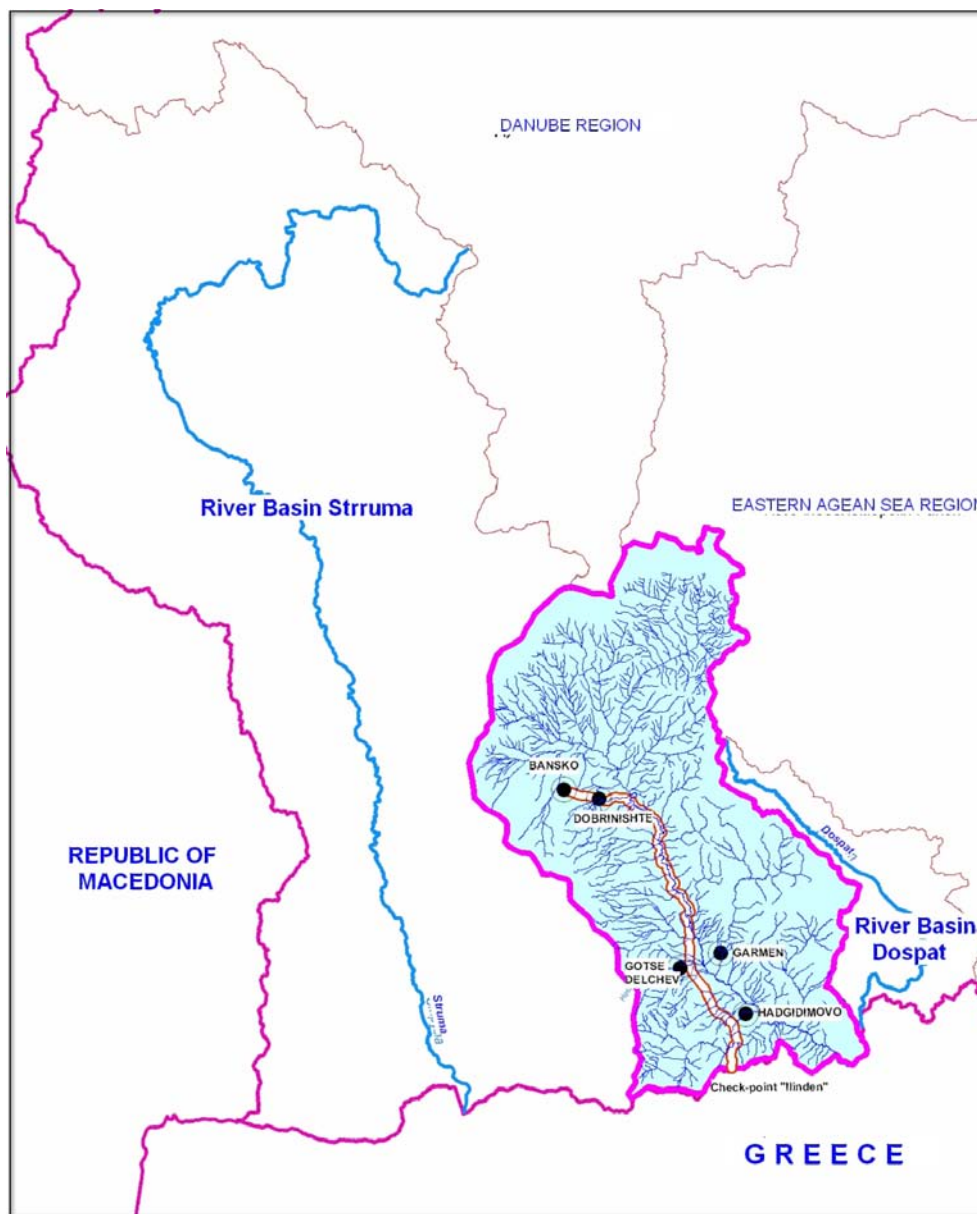 DANUBE REGION
River Basin Strruma
EASTERN AGEAN SEA REGION
BANSKO
DOBRINISHTE
Dospat
REPUBLIC OF
MACEDONIA
River Basin
Dospat
GARMEN
GOTSE
DELCHEV
HADGIDIMOVO
Struma
Check-point "Ilinden"
GREECE